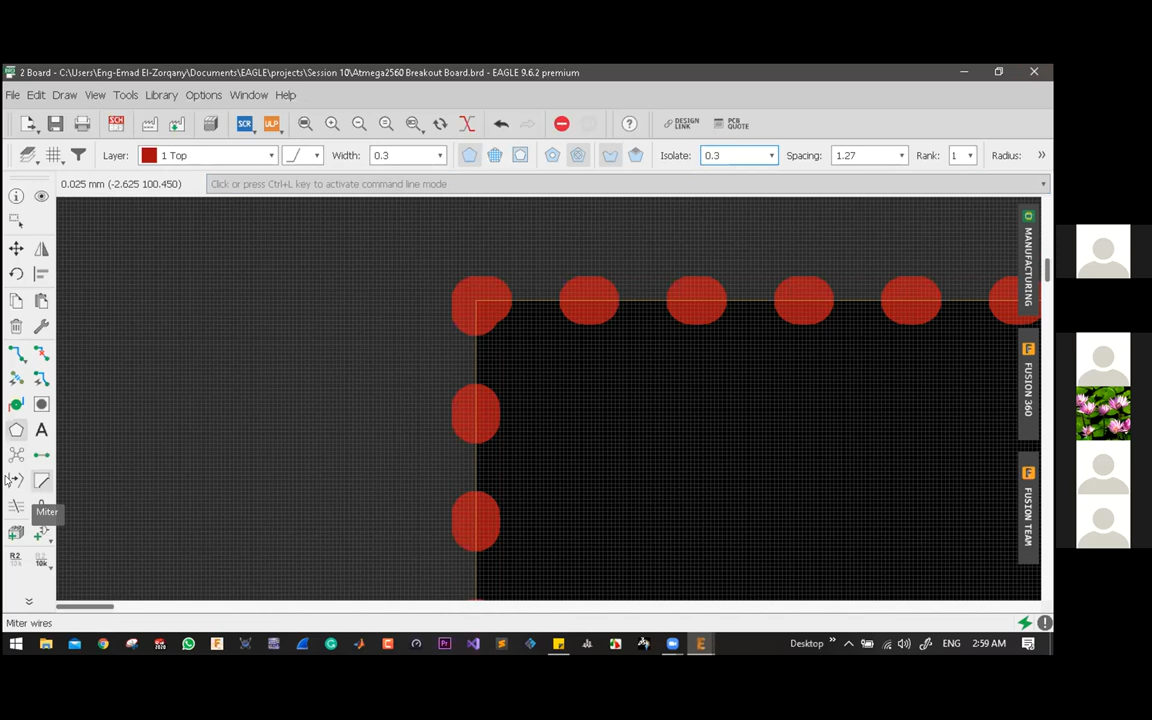 2 Board - C:\Users\Eng-Emad El-Zorqany\Documents\EAGLE\projects\Session 10\Atmega2560 Breakout Board.brd - EAGLE 9.6.2 premium
File Edit Draw View Tools Library Options Window Help
SCH SCR ULP DESIGN LINK PCB QUOTE
Layer: 1 Top Width: 0.3 Isolate: 0.3 Spacing: 1.27 Rank: 1 Radius:
0.025 mm (-2.625 100.450) Click or press Ctrl+L key to activate command line mode
MANUFACTURING
FUSION 360
FUSION TEAM
A
Miter
R2 10k R2 10k
Miter wires
Desktop ENG 2:59 AM